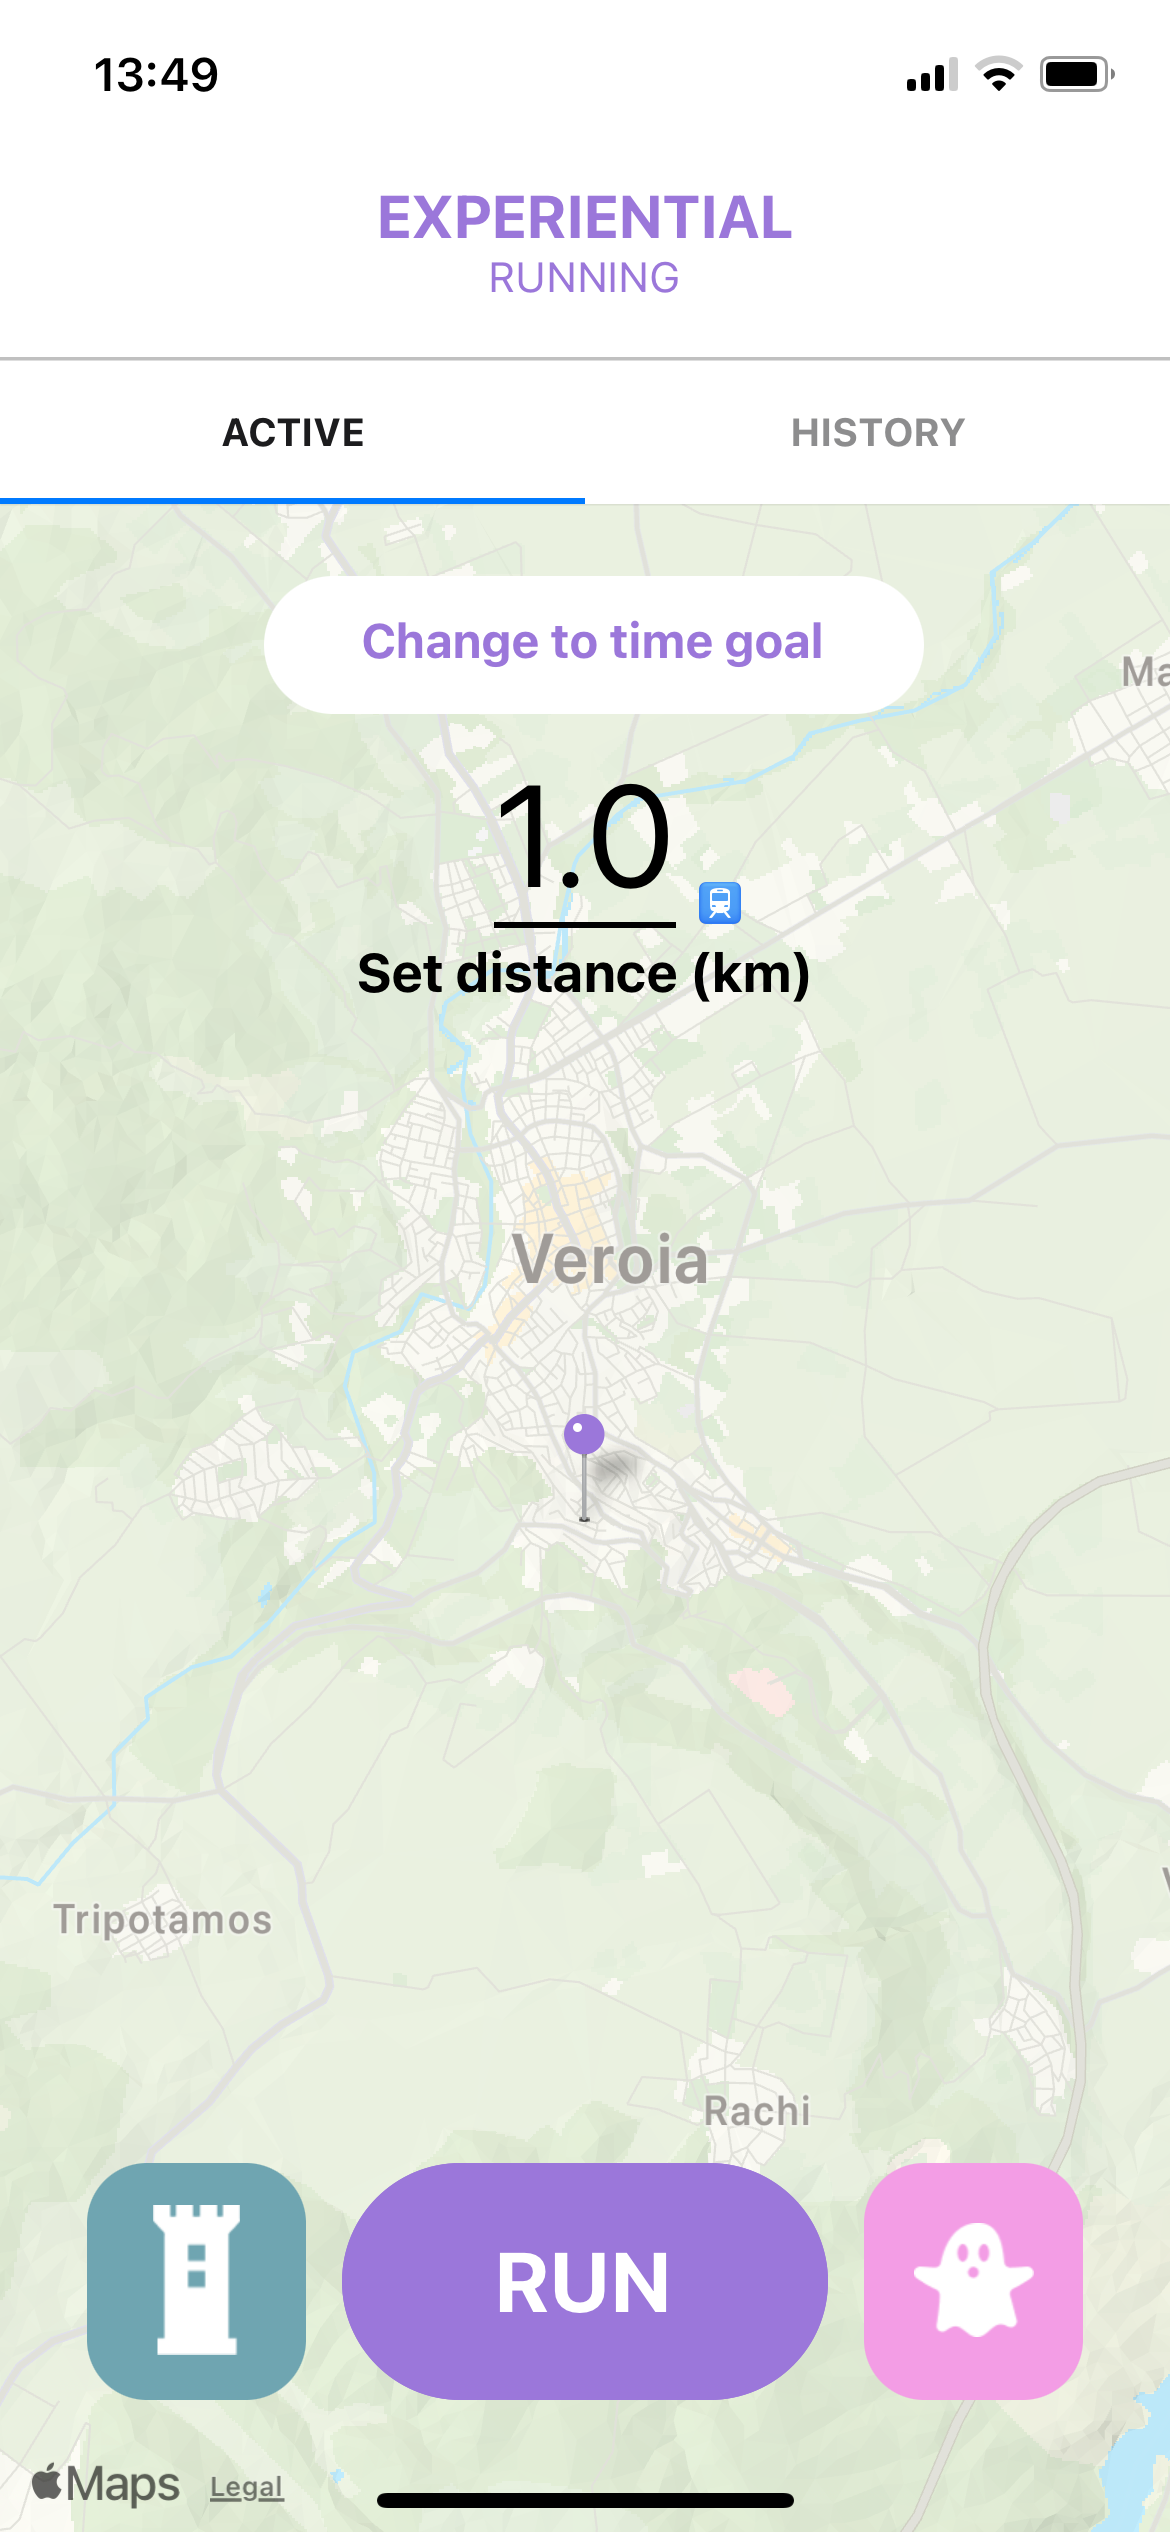 13:49
EXPERIENTIAL
RUNNING
ACTIVE
HISTORY
Change to time goal
1.0
Set distance (km)
Veroia
Tripotamos
Rachi
RUN
Maps
Legal